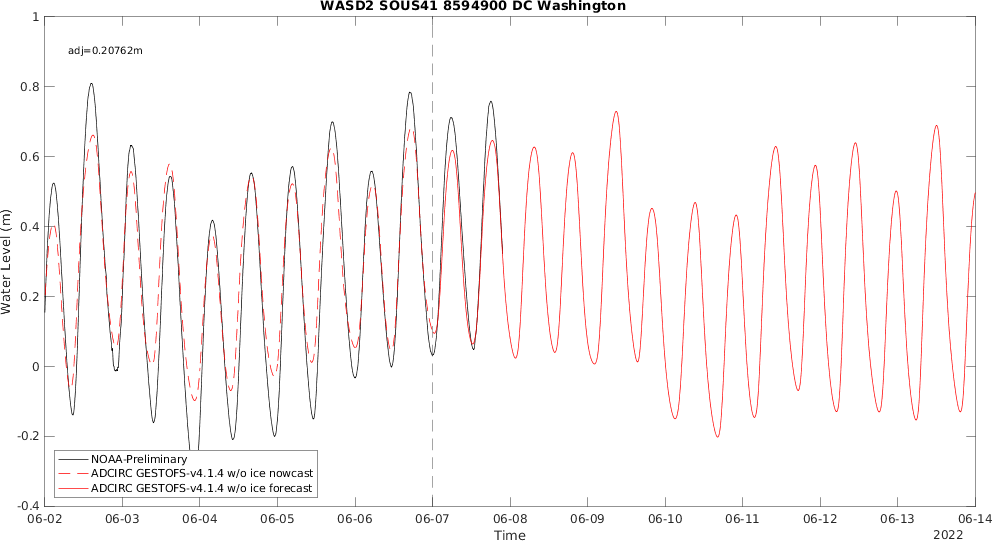 WASD2 SOUS41 8594900 DC Washington
adj=0.20762m
1
0.8
0.6
0.4
0.2
0
-0.2
-0.4
Water Level (m)
NOAA-Preliminary
ADCIRC GESTOFS-v4.1.4 w/o ice nowcast
ADCIRC GESTOFS-v4.1.4 w/o ice forecast
06-02 06-03 06-04 06-05 06-06 06-07 06-08 06-09 06-10 06-11 06-12 06-13 06-14
Time
2022